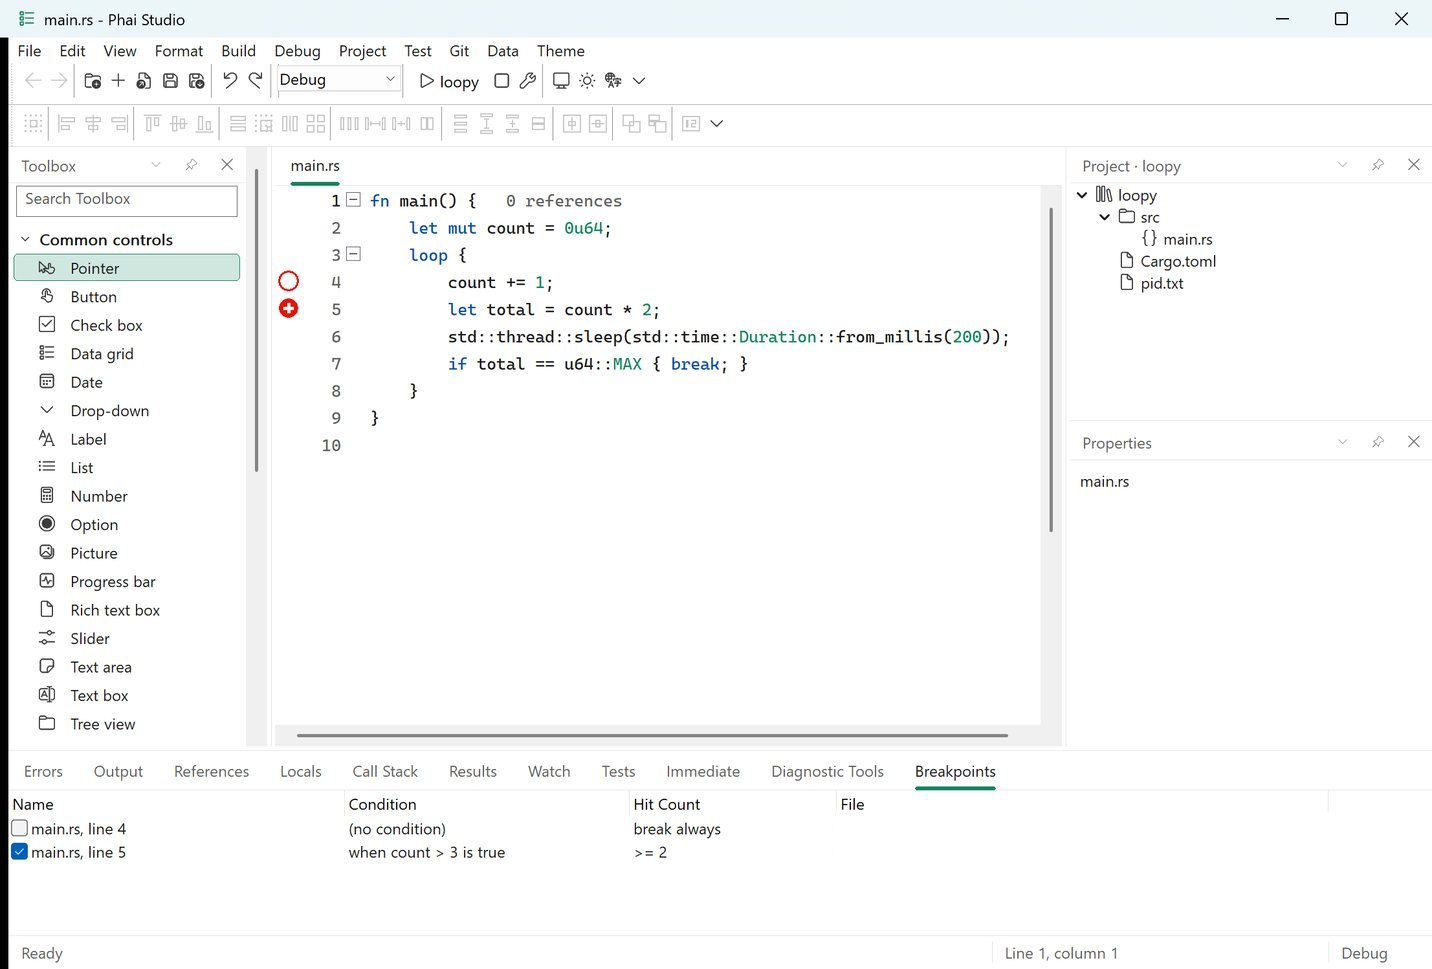 main.rs - Phai Studio
File Edit View Format Build Debug Project Test Git Data Theme
Debug loopy
Toolbox
Search Toolbox
Common controls
Pointer
Button
Check box
Data grid
Date
Drop-down
Label
List
Number
Option
Picture
Progress bar
Rich text box
Slider
Text area
Text box
Tree view
main.rs
1 fn main() { 0 references
2 let mut count = 0u64;
3 loop {
4 count += 1;
5 let total = count * 2;
6 std::thread::sleep(std::time::Duration::from_millis(200));
7 if total == u64::MAX { break; }
8 }
9 }
10
Project · loopy
loopy
src
{} main.rs
Cargo.toml
pid.txt
Properties
main.rs
Errors Output References Locals Call Stack Results Watch Tests Immediate Diagnostic Tools Breakpoints
Name Condition Hit Count File
main.rs, line 4 (no condition) break always
main.rs, line 5 when count > 3 is true >= 2
Ready Line 1, column 1 Debug